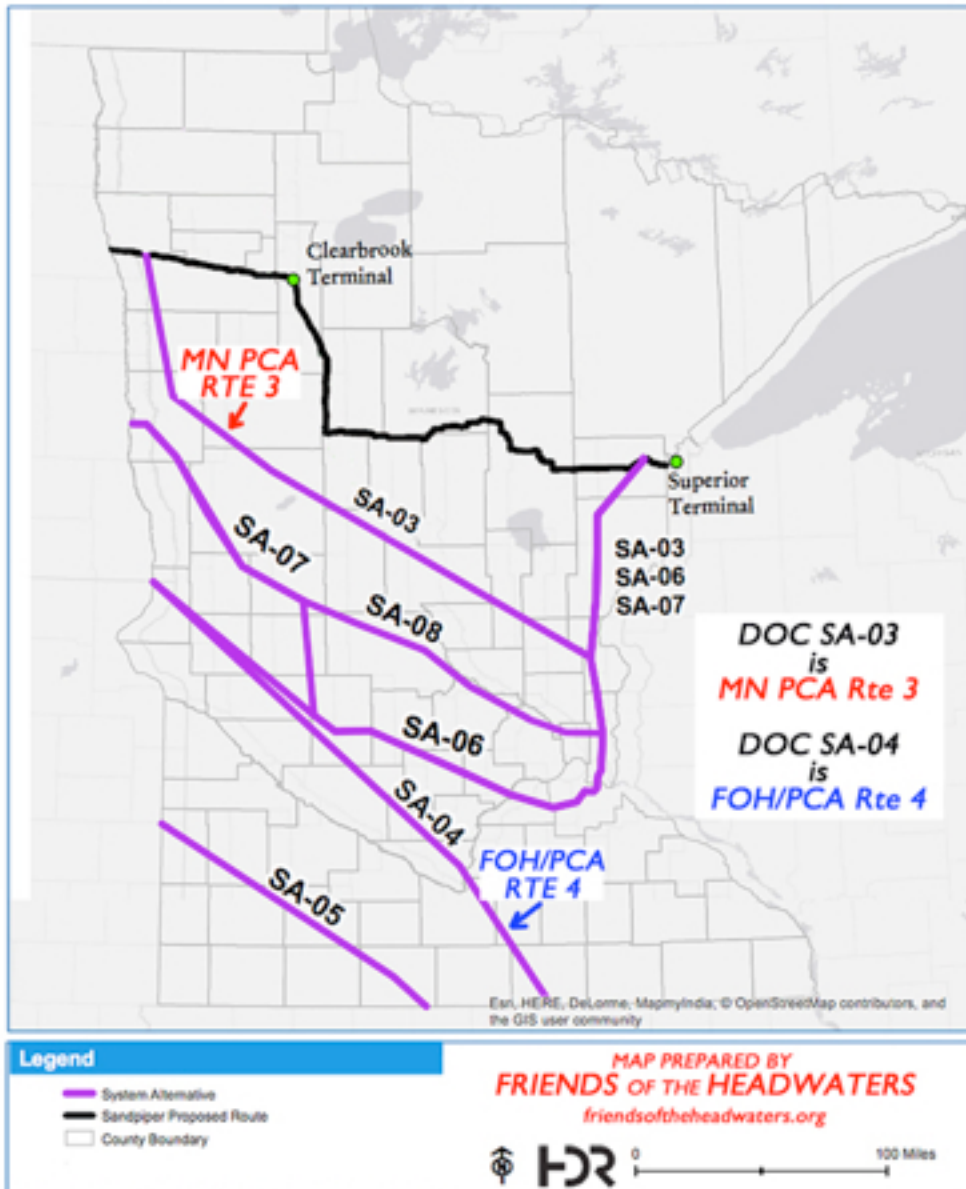 Clearbrook
Terminal
MN PCA
RTE 3
MINNESOTA
SA-03
Superior
Terminal
SA-07
SA-03
SA-06
SA-07
SA-08
DOC SA-03
is
MN PCA Rte 3
DOC SA-04
is
FOH/PCA Rte 4
SA-06
SA-04
FOH/PCA
RTE 4
SA-05
Esri, HERE, DeLorme, MapmyIndia, © OpenStreetMap contributors, and
the GIS user community
Legend
System Alternative
Sandpiper Proposed Route
County Boundary
MAP PREPARED BY
FRIENDS OF THE HEADWATERS
friendsoftheheadwaters.org
N
HDR
0 100 Miles